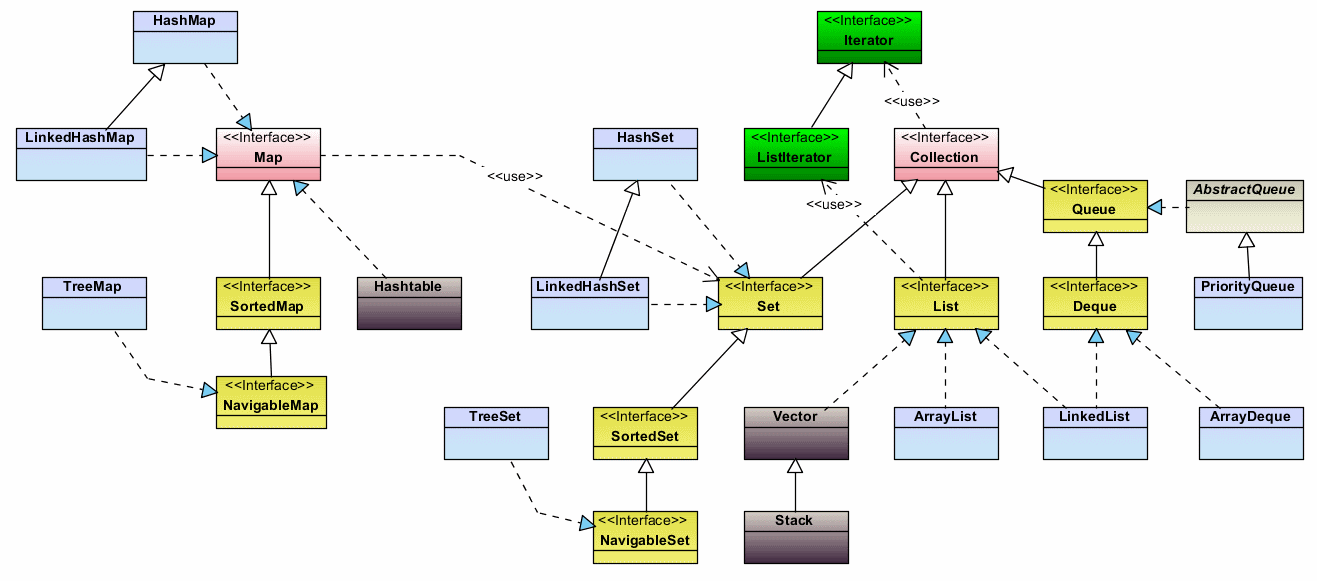 HashMap
<<Interface>>
Iterator
<<use>>
LinkedHashMap
<<Interface>>
Map
HashSet
<<Interface>>
ListIterator
<<Interface>>
Collection
<<use>>
<<use>>
<<Interface>>
Queue
AbstractQueue
TreeMap
<<Interface>>
SortedMap
Hashtable
LinkedHashSet
<<Interface>>
Set
<<Interface>>
List
<<Interface>>
Deque
PriorityQueue
<<Interface>>
NavigableMap
TreeSet
<<Interface>>
SortedSet
Vector
ArrayList
LinkedList
ArrayDeque
<<Interface>>
NavigableSet
Stack